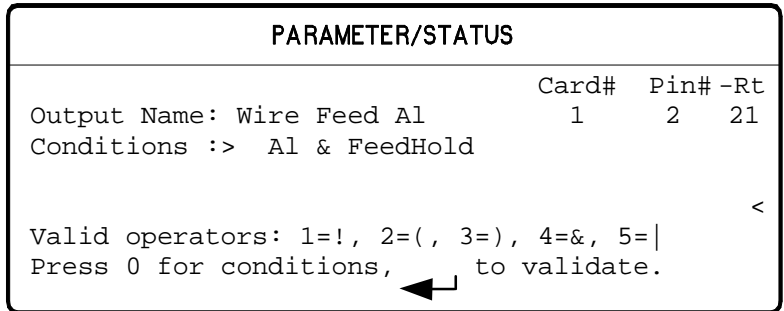 PARAMETER/STATUS
Card# Pin# -Rt
Output Name: Wire Feed Al 1 2 21
Conditions :> Al & FeedHold
<
Valid operators: 1=!, 2=(, 3=), 4=&, 5=|
Press 0 for conditions, to validate.